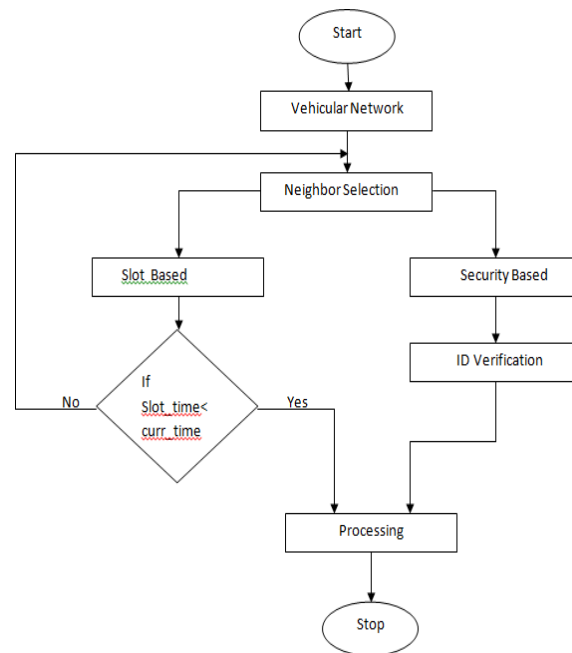 Start
Vehicular Network
Neighbor Selection
Slot Based
Security Based
ID Verification
If
Slot_time<
curr_time
No
Yes
Processing
Stop